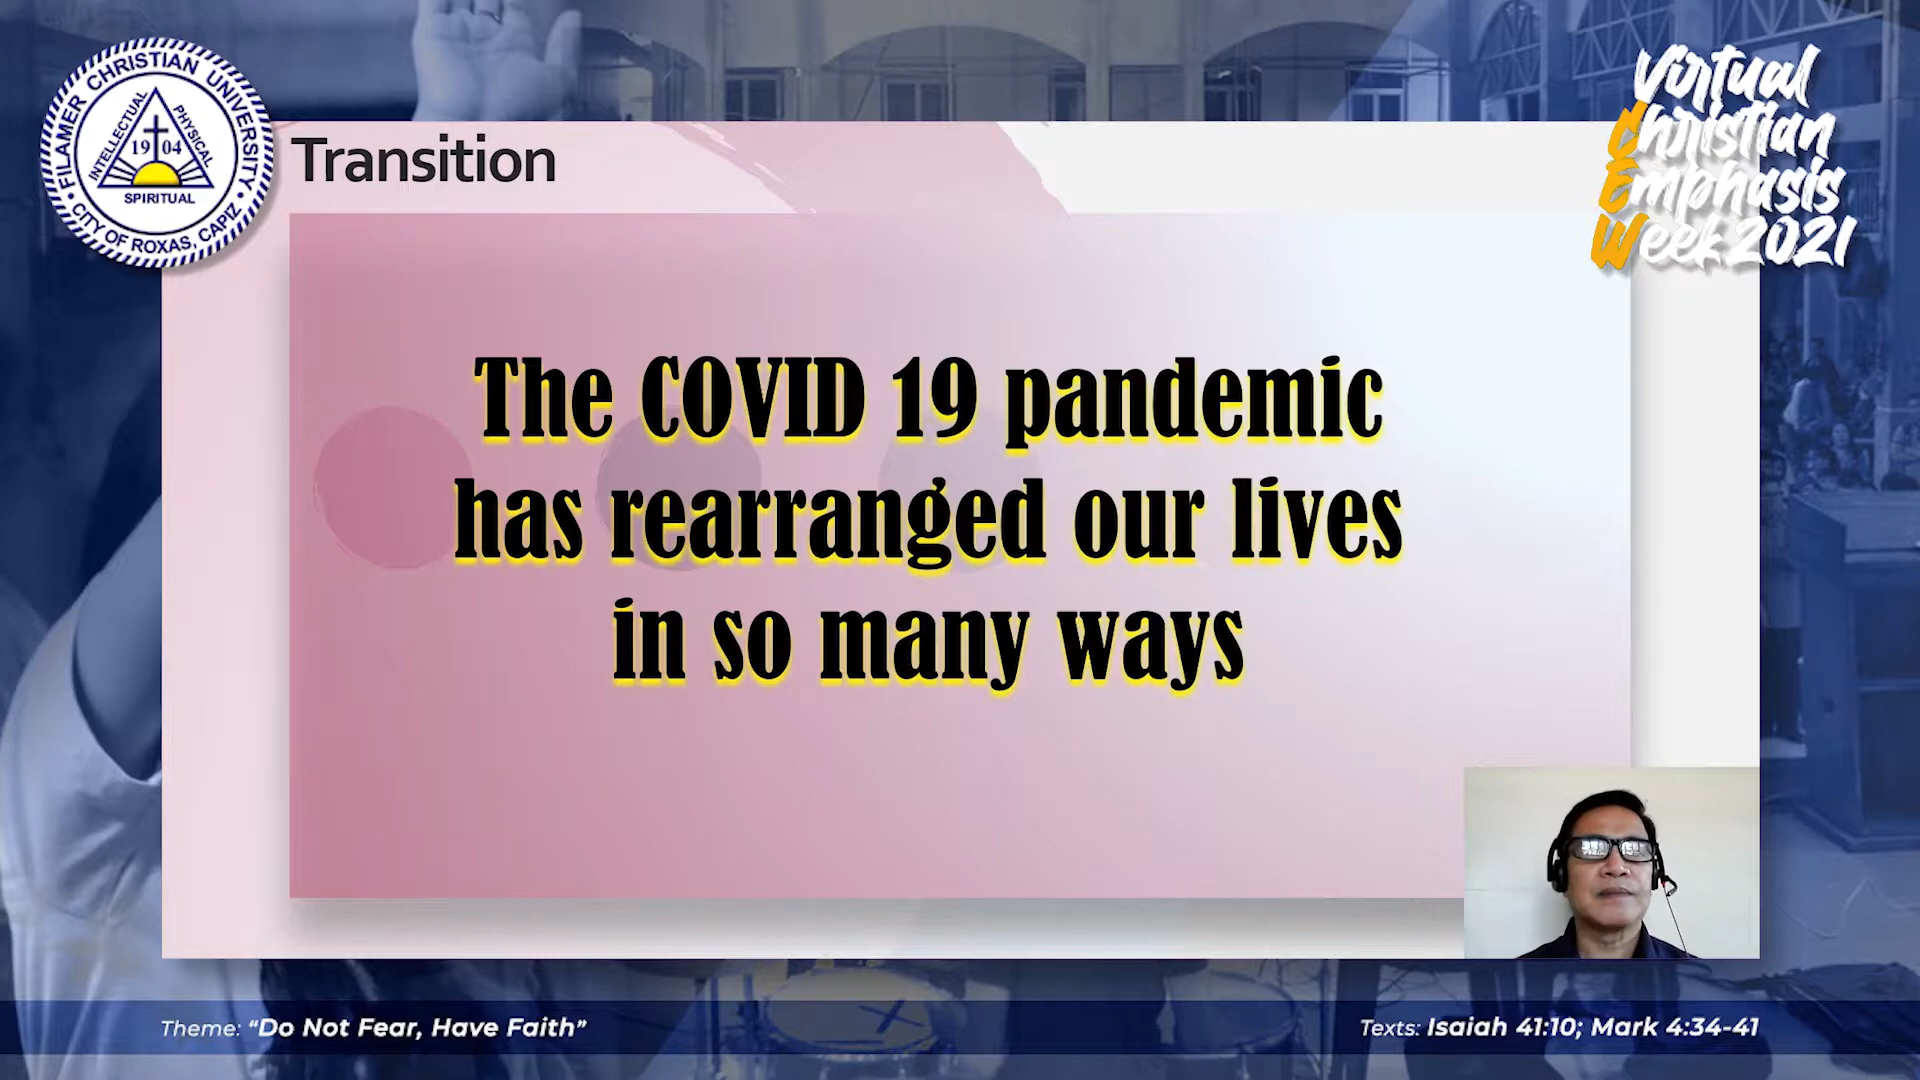 FILAMER CHRISTIAN UNIVERSITY
INTELLECTUAL
PHYSICAL
19 04
SPIRITUAL
CITY OF ROXAS, CAPIZ
Virtual
Christian
Emphasis
Week 2021
Transition
The COVID 19 pandemic
has rearranged our lives
in so many ways
Theme: “Do Not Fear, Have Faith”
Texts: Isaiah 41:10; Mark 4:34-41